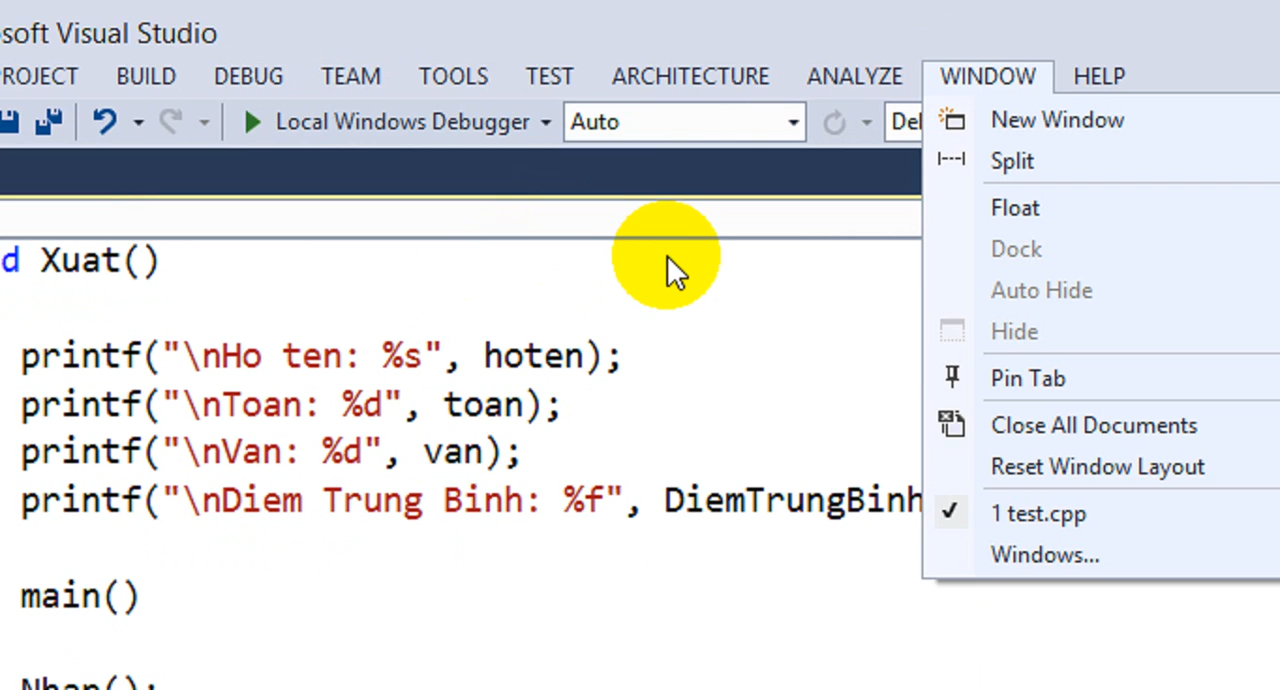 osoft Visual Studio
PROJECT BUILD DEBUG TEAM TOOLS TEST ARCHITECTURE ANALYZE WINDOW HELP
Local Windows Debugger Auto Del
New Window
Split
Float
Dock
Auto Hide
Hide
Pin Tab
Close All Documents
Reset Window Layout
1 test.cpp
Windows...
d Xuat()
printf("\nHo ten: %s", hoten);
printf("\nToan: %d", toan);
printf("\nVan: %d", van);
printf("\nDiem Trung Binh: %f", DiemTrungBinh
main()
Nhap();